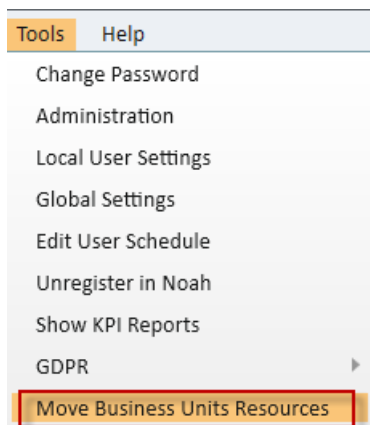 Tools Help
Change Password
Administration
Local User Settings
Global Settings
Edit User Schedule
Unregister in Noah
Show KPI Reports
GDPR
Move Business Units Resources